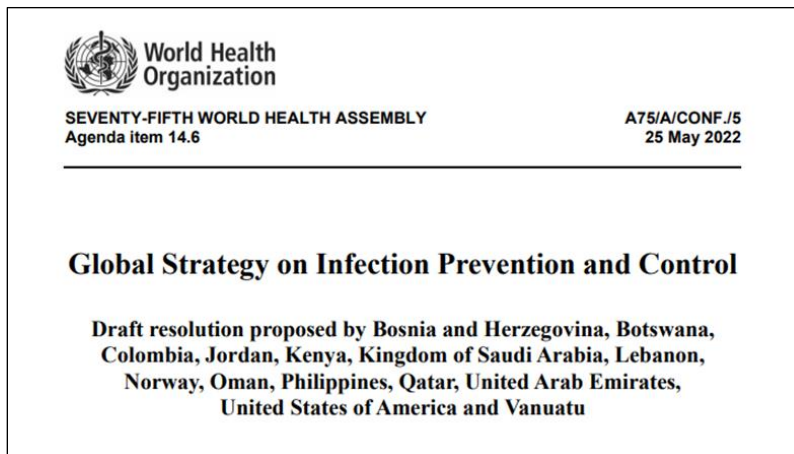 World Health
Organization
SEVENTY-FIFTH WORLD HEALTH ASSEMBLY A75/A/CONF./5
Agenda item 14.6 25 May 2022
Global Strategy on Infection Prevention and Control
Draft resolution proposed by Bosnia and Herzegovina, Botswana,
Colombia, Jordan, Kenya, Kingdom of Saudi Arabia, Lebanon,
Norway, Oman, Philippines, Qatar, United Arab Emirates,
United States of America and Vanuatu